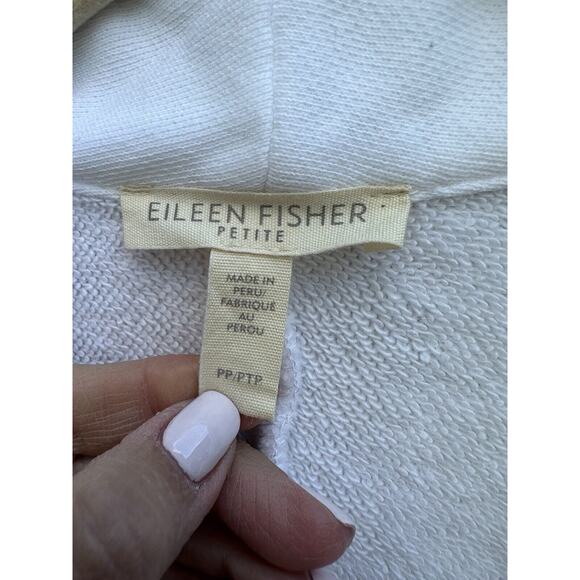 EILEEN FISHER
PETITE
MADE IN
PERU/
FABRIQUÉ
AU
PEROU
PP/PTP